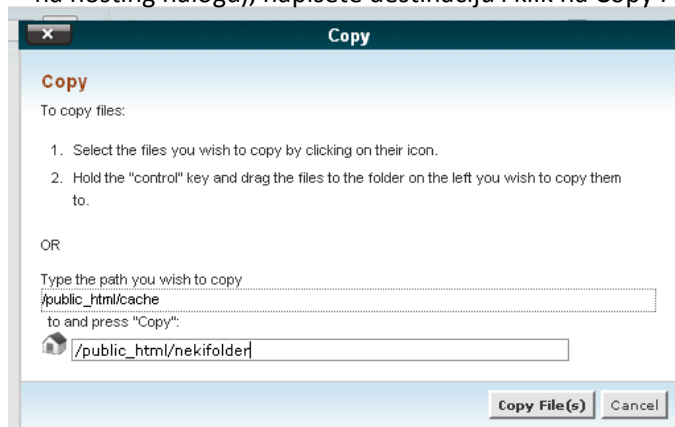 na hosting nalogu), napišete destinacija i klik na Copy
Copy
Copy
To copy files:
1. Select the files you wish to copy by clicking on their icon.
2. Hold the "control" key and drag the files to the folder on the left you wish to copy them
to.
OR
Type the path you wish to copy
/public_html/cache
to and press "Copy":
/public_html/nekifolder
Copy File(s) Cancel